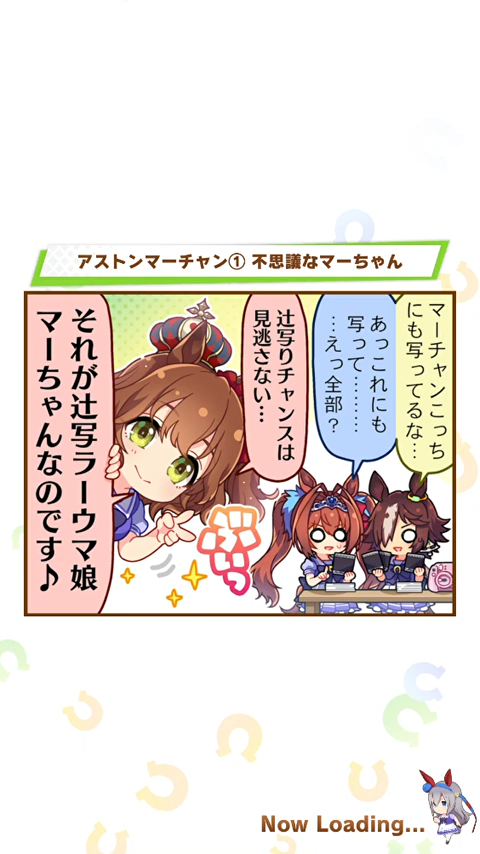 アストンマーチャン① 不思議なマーちゃん
マーチャンこっち
にも写ってるな…
あっこれにも
写って………
…えっ全部？
辻写りチャンスは
見逃さない…
それが辻写ラーウマ娘
マーちゃんなのです♪
Now Loading...